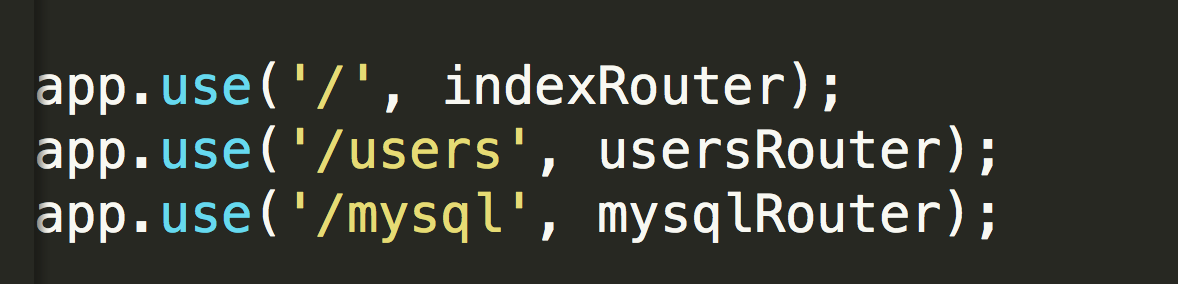 app.use('/', indexRouter);
app.use('/users', usersRouter);
app.use('/mysql', mysqlRouter);